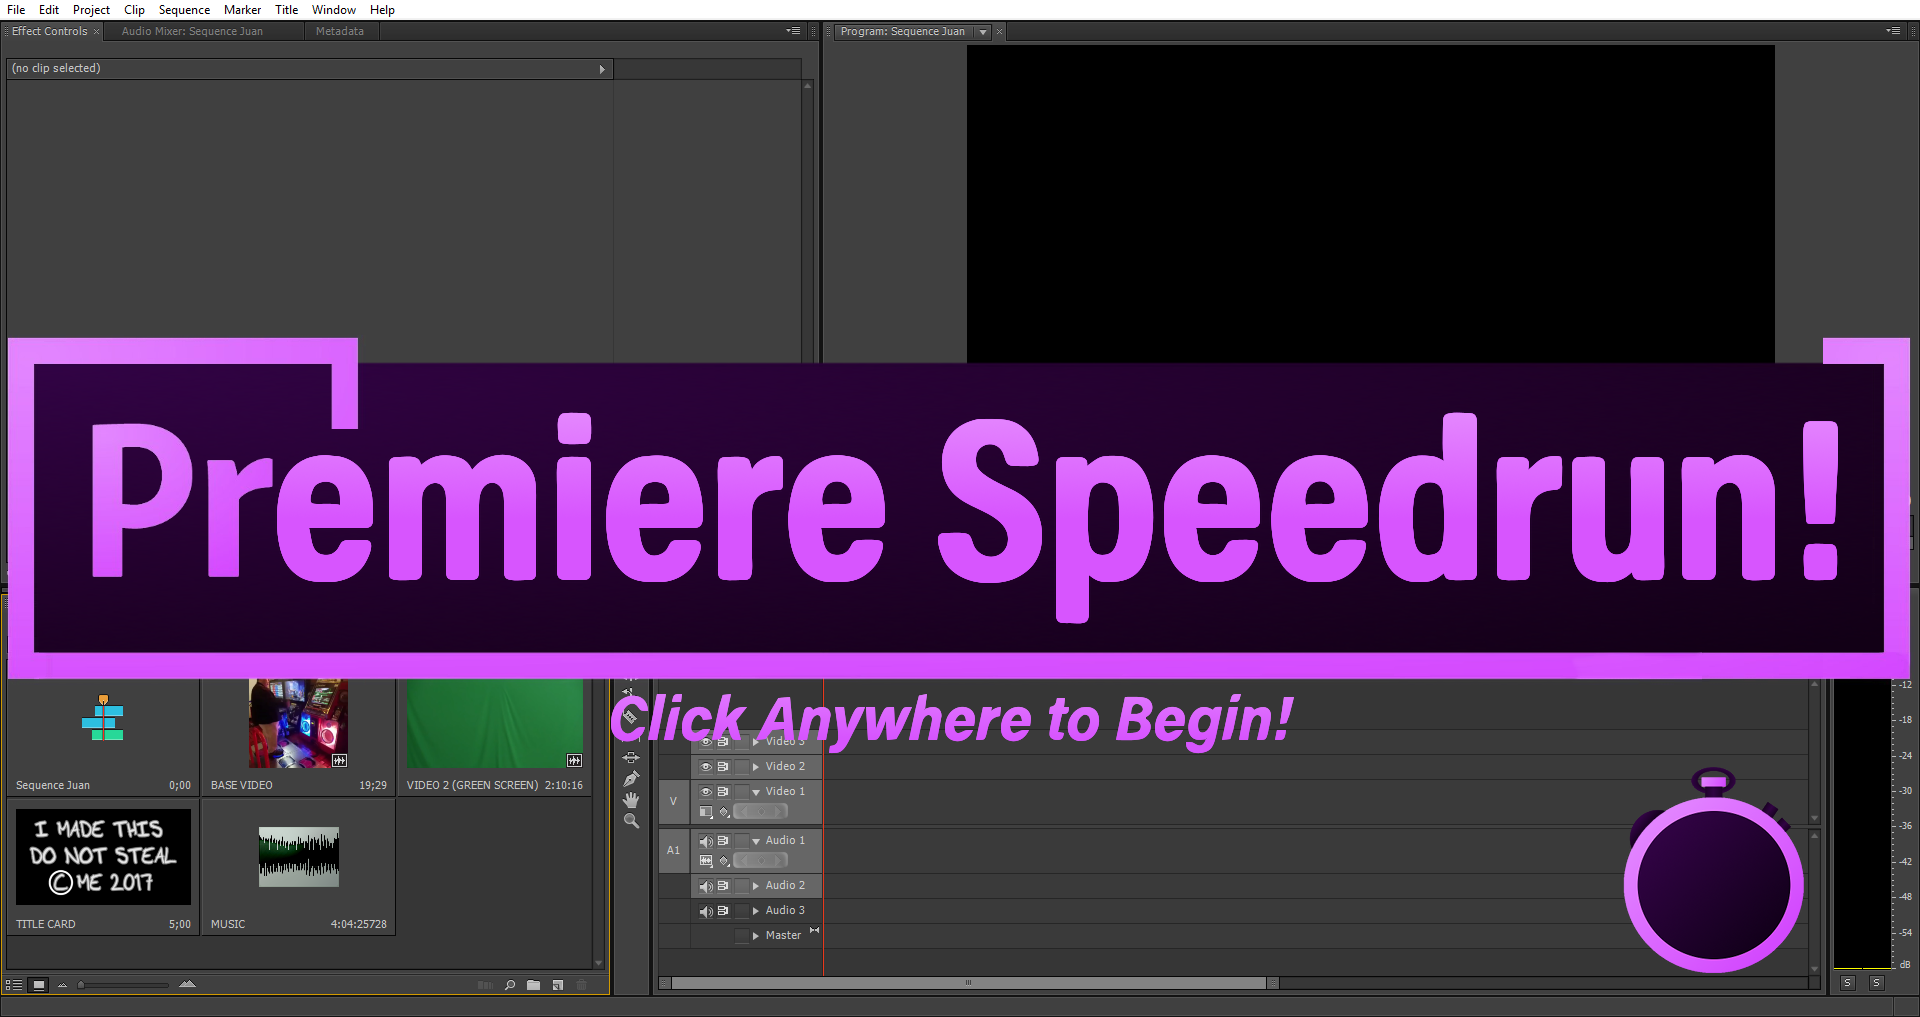 File Edit Project Clip Sequence Marker Title Window Help
Effect Controls × Audio Mixer: Sequence Juan Metadata
Program: Sequence Juan ×
(no clip selected)
Premiere Speedrun!
Click Anywhere to Begin!
Sequence Juan 0;00
BASE VIDEO 19;29
VIDEO 2 (GREEN SCREEN) 2:10:16
I MADE THIS
DO NOT STEAL
© ME 2017
TITLE CARD 5;00
MUSIC 4:04:25728
Video 3
Video 2
V Video 1
A1 Audio 1
Audio 2
Audio 3
Master
-12
-18
-24
-30
-36
-42
-48
-54
dB
S S